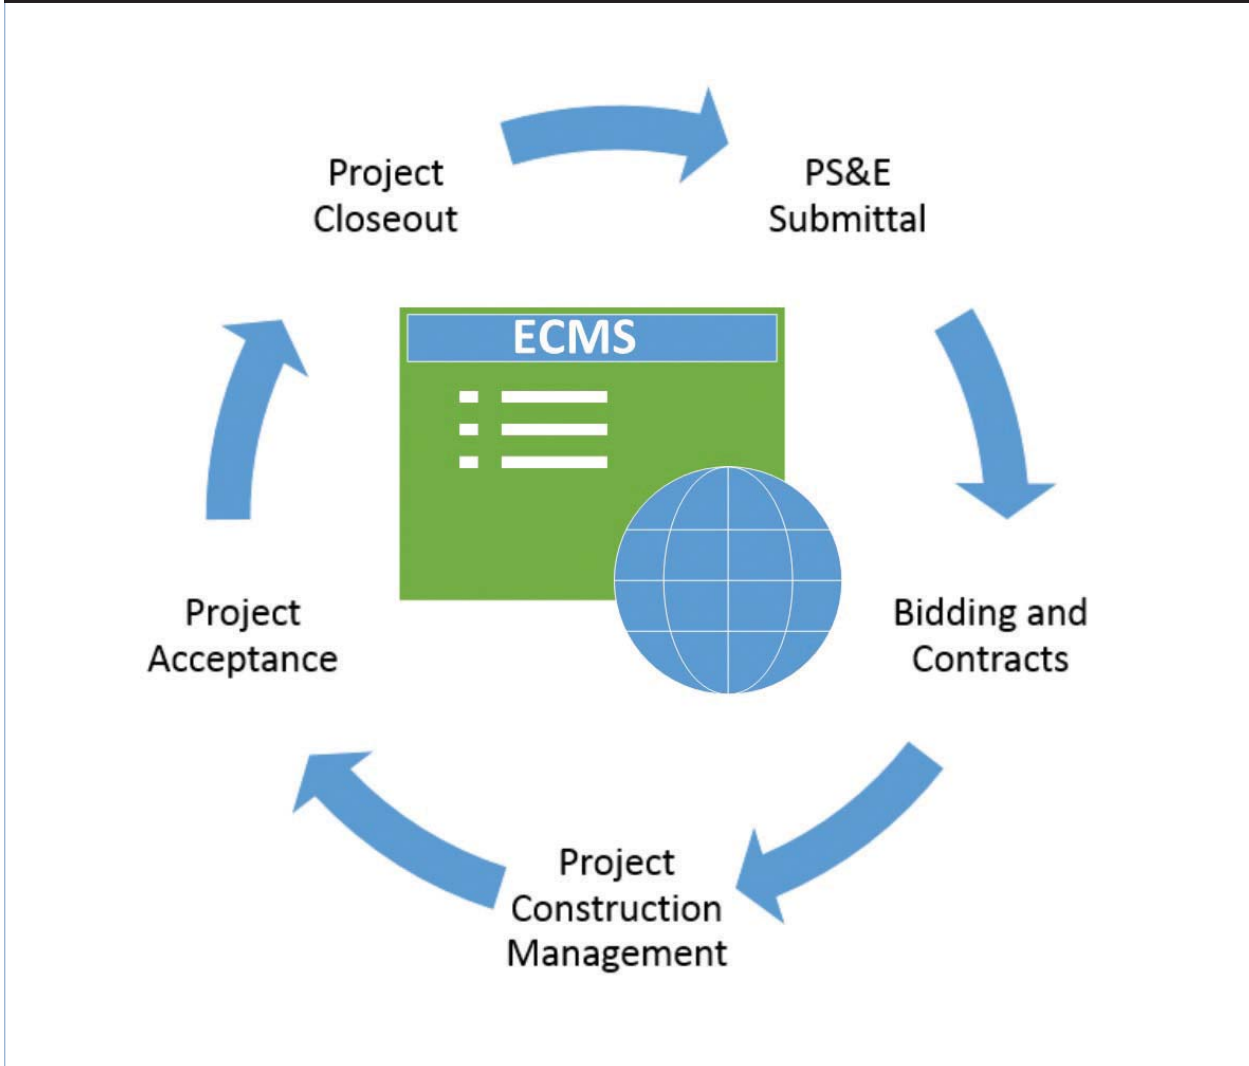 Project
Closeout
PS&E
Submittal
ECMS
Project
Acceptance
Bidding and
Contracts
Project
Construction
Management